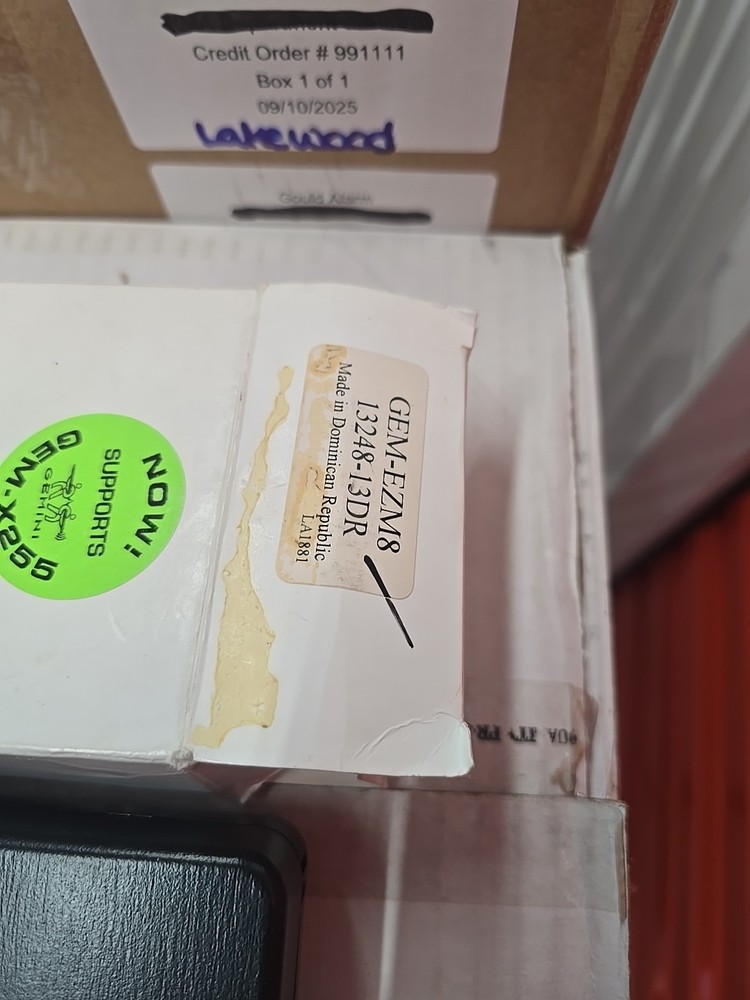 Credit Order # 991111
Box 1 of 1
09/10/2025
Lakewood
GEM-EZM8
13248-13DR
Made in Dominican Republic
LA1881
NOW!
SUPPORTS
GEMINI
GEM-X255